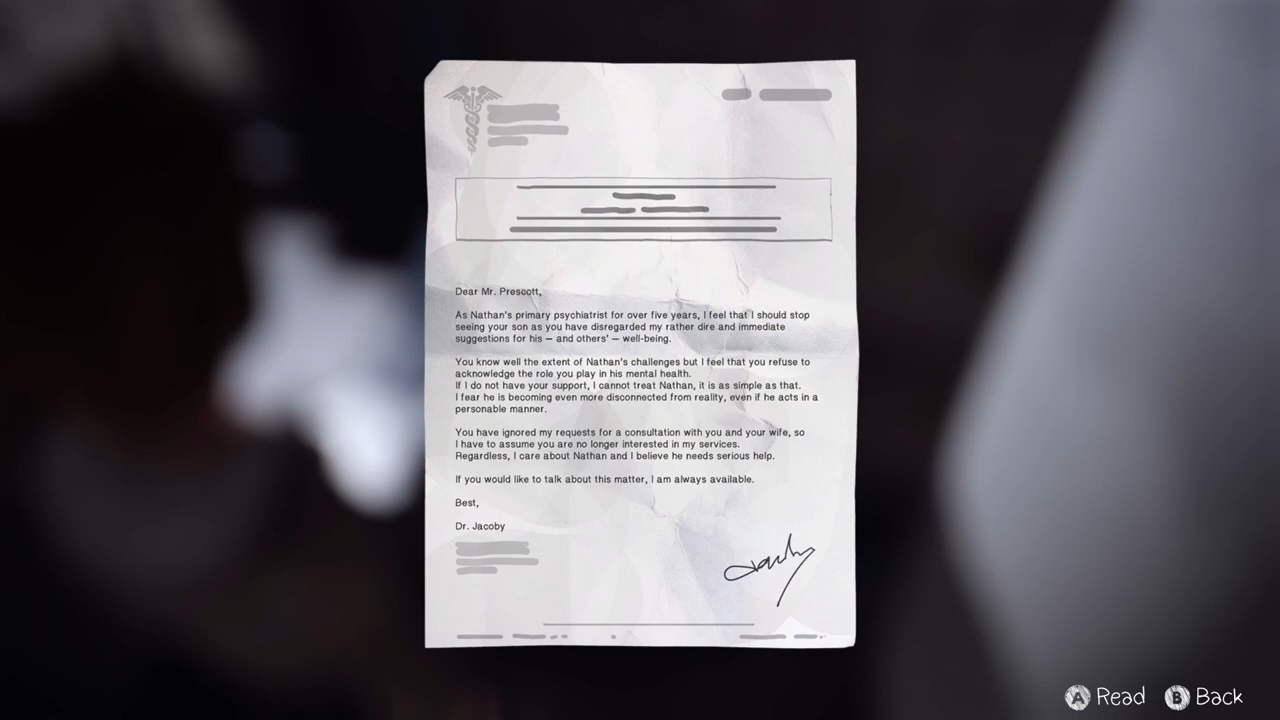 Dear Mr. Prescott,
As Nathan's primary psychiatrist for over five years, I feel that I should stop
seeing your son as you have disregarded my rather dire and immediate
suggestions for his — and others' — well-being.
You know well the extent of Nathan's challenges but I feel that you refuse to
acknowledge the role you play in his mental health.
If I do not have your support, I cannot treat Nathan, it is as simple as that.
I fear he is becoming even more disconnected from reality, even if he acts in a
personable manner.
You have ignored my requests for a consultation with you and your wife, so
I have to assume you are no longer interested in my services.
Regardless, I care about Nathan and I believe he needs serious help.
If you would like to talk about this matter, I am always available.
Best,
Dr. Jacoby
A Read B Back